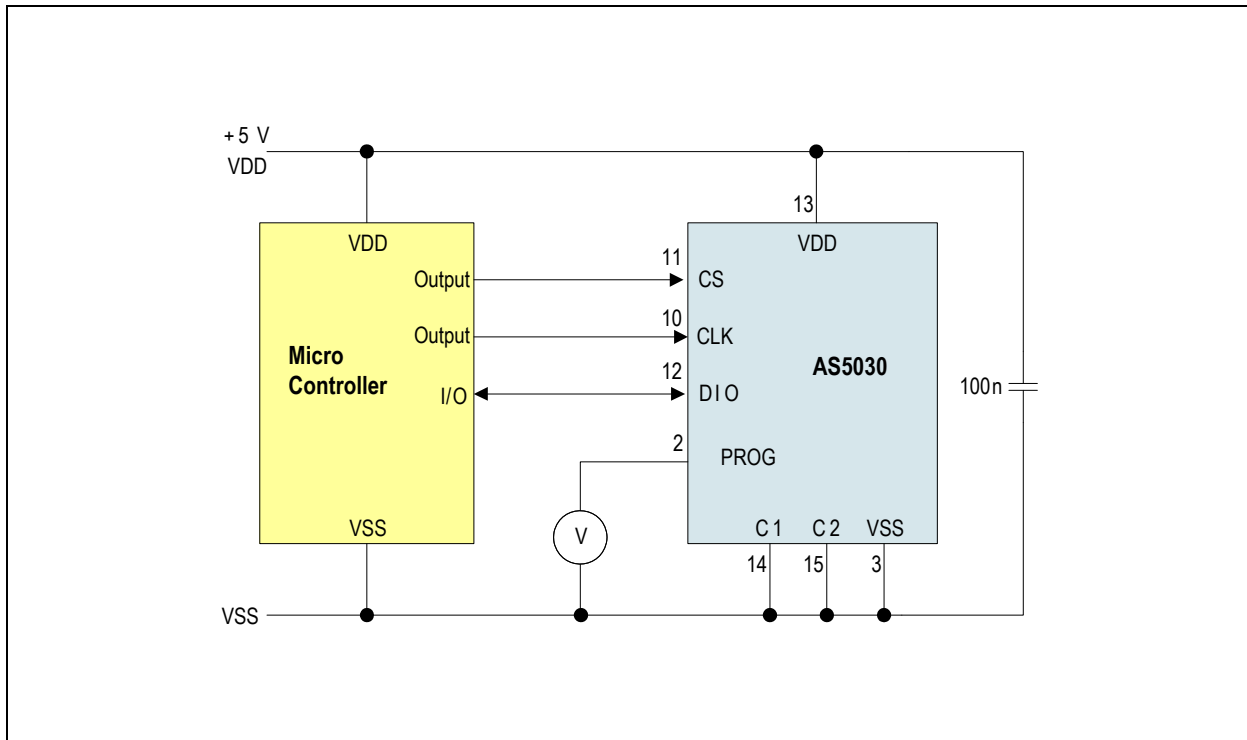 +5 V
VDD
13
VDD
VDD
11
Output
CS
10
Output
CLK
Micro
Controller
AS5030
12
I/O
DIO
100n
2
PROG
V
VSS
C1
C2
VSS
14
15
3
VSS